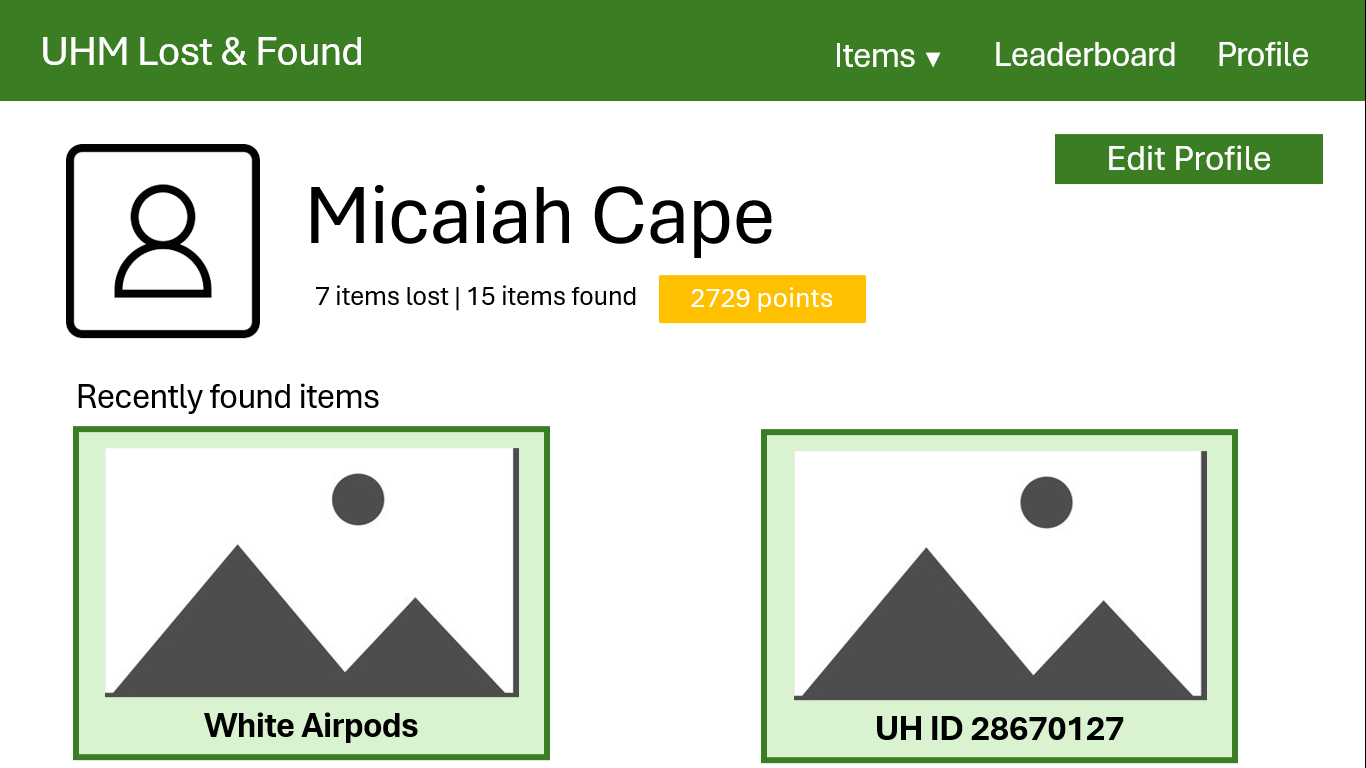 UHM Lost & Found
Items ▼
Leaderboard
Profile
Edit Profile
Micaiah Cape
7 items lost | 15 items found
2729 points
Recently found items
White Airpods
UH ID 28670127